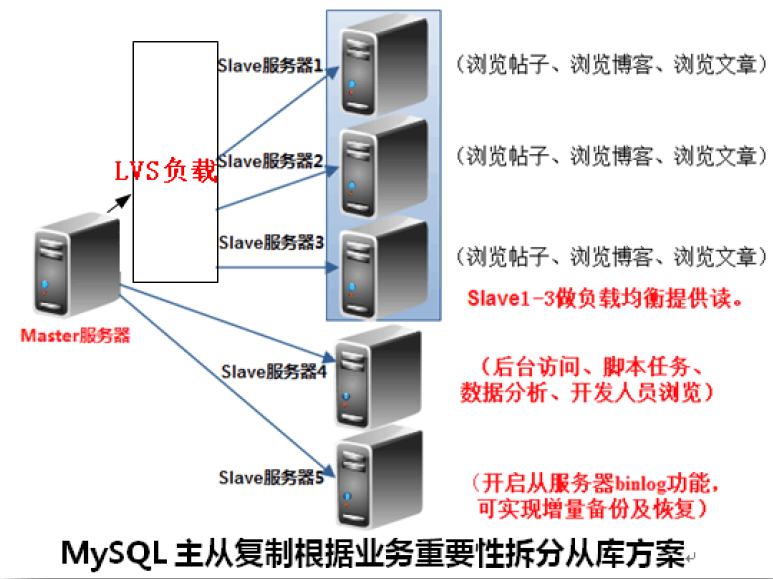 Slave服务器1
(浏览帖子、浏览博客、浏览文章)
LVS负载
Slave服务器2
(浏览帖子、浏览博客、浏览文章)
Slave服务器3
(浏览帖子、浏览博客、浏览文章)
Slave1-3做负载均衡提供读。
Master服务器
Slave服务器4
(后台访问、脚本任务、
数据分析、开发人员浏览)
Slave服务器5
(开启从服务器binlog功能,
可实现增量备份及恢复)
MySQL 主从复制根据业务重要性拆分从库方案